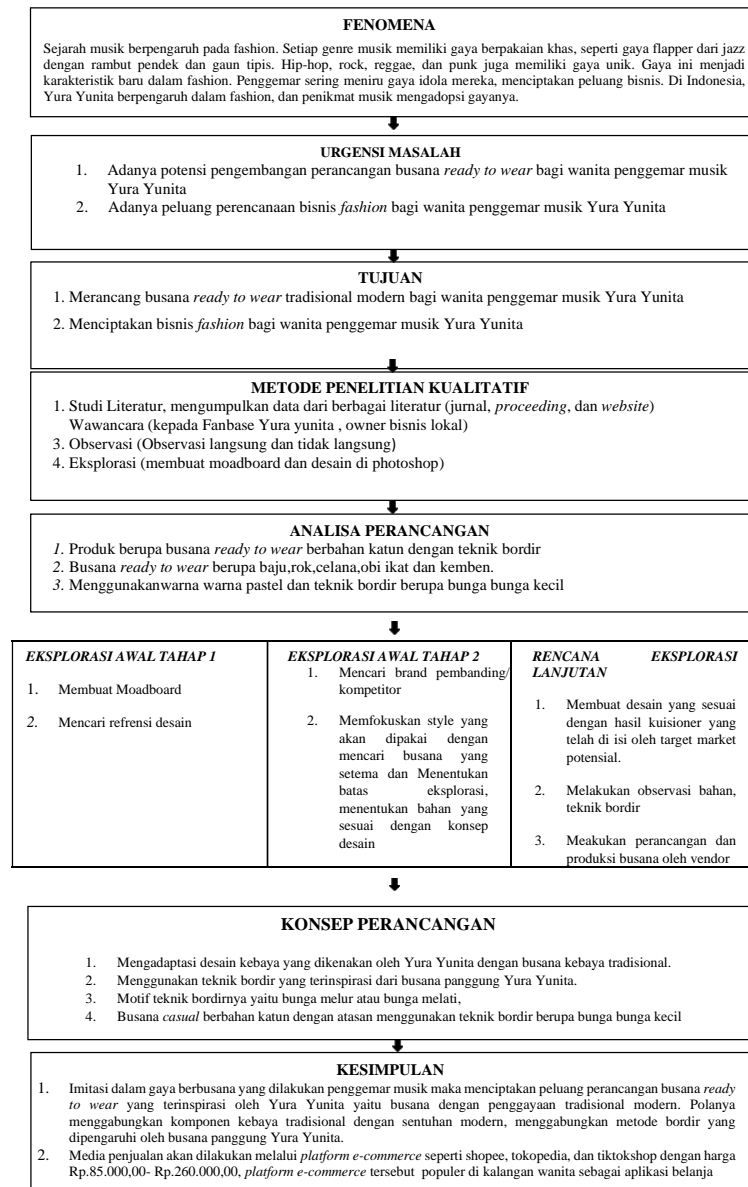 FENOMENA
Sejarah musik berpengaruh pada fashion. Setiap genre musik memiliki gaya berpakaian khas, seperti gaya flapper dari jazz
dengan rambut pendek dan gaun tipis. Hip-hop, rock, reggae, dan punk juga memiliki gaya unik. Gaya ini menjadi
karakteristik baru dalam fashion. Penggemar sering meniru gaya idola mereka, menciptakan peluang bisnis. Di Indonesia,
Yura Yunita berpengaruh dalam fashion, dan penikmat musik mengadopsi gayanya.
URGENSI MASALAH
1. Adanya potensi pengembangan perancangan busana ready to wear bagi wanita penggemar musik
Yura Yunita
2. Adanya peluang perencanaan bisnis fashion bagi wanita penggemar musik Yura Yunita
TUJUAN
1. Merancang busana ready to wear tradisional modern bagi wanita penggemar musik Yura Yunita
2. Menciptakan bisnis fashion bagi wanita penggemar musik Yura Yunita
METODE PENELITIAN KUALITATIF
1. Studi Literatur, mengumpulkan data dari berbagai literatur (jurnal, proceeding, dan website)
Wawancara (kepada Fanbase Yura yunita , owner bisnis lokal)
3. Observasi (Observasi langsung dan tidak langsung)
4. Eksplorasi (membuat moadboard dan desain di photoshop)
ANALISA PERANCANGAN
1. Produk berupa busana ready to wear berbahan katun dengan teknik bordir
2. Busana ready to wear berupa baju,rok,celana,obi ikat dan kemben.
3. Menggunakanwarna warna pastel dan teknik bordir berupa bunga bunga kecil
EKSPLORASI AWAL TAHAP 1
1. Membuat Moadboard
2. Mencari refrensi desain
EKSPLORASI AWAL TAHAP 2
1. Mencari brand pembanding/
kompetitor
2. Memfokuskan style yang
akan dipakai dengan
mencari busana yang
setema dan Menentukan
batas eksplorasi,
menentukan bahan yang
sesuai dengan konsep
desain
RENCANA EKSPLORASI
LANJUTAN
1. Membuat desain yang sesuai
dengan hasil kuisioner yang
telah di isi oleh target market
potensial.
2. Melakukan observasi bahan,
teknik bordir
3. Meakukan perancangan dan
produksi busana oleh vendor
KONSEP PERANCANGAN
1. Mengadaptasi desain kebaya yang dikenakan oleh Yura Yunita dengan busana kebaya tradisional.
2. Menggunakan teknik bordir yang terinspirasi dari busana panggung Yura Yunita.
3. Motif teknik bordirnya yaitu bunga melur atau bunga melati,
4. Busana casual berbahan katun dengan atasan menggunakan teknik bordir berupa bunga bunga kecil
KESIMPULAN
1. Imitasi dalam gaya berbusana yang dilakukan penggemar musik maka menciptakan peluang perancangan busana ready
to wear yang terinspirasi oleh Yura Yunita yaitu busana dengan penggayaan tradisional modern. Polanya
menggabungkan komponen kebaya tradisional dengan sentuhan modern, menggabungkan metode bordir yang
dipengaruhi oleh busana panggung Yura Yunita.
2. Media penjualan akan dilakukan melalui platform e-commerce seperti shopee, tokopedia, dan tiktokshop dengan harga
Rp.85.000,00- Rp.260.000,00, platform e-commerce tersebut populer di kalangan wanita sebagai aplikasi belanja